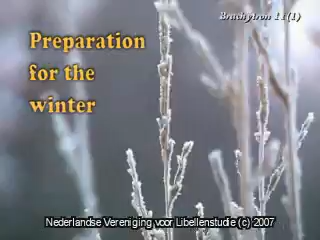 Brachytron 11(1)
Preparation
for the
winter
Nederlandse Vereniging voor Libellenstudie (c) 2007